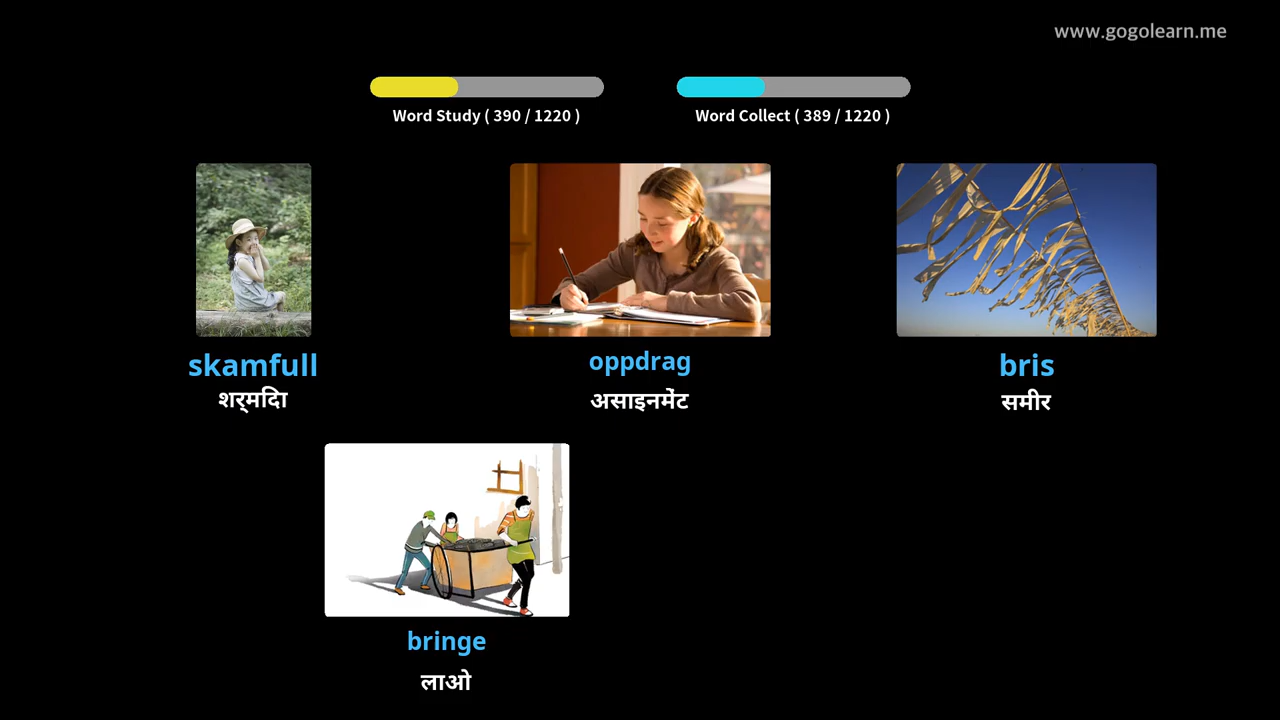 www.gogolearn.me
Word Study ( 390 / 1220 )
Word Collect ( 389 / 1220 )
skamfull
शर्मिंदा
oppdrag
असाइनमेंट
bris
समीर
bringe
लाओ